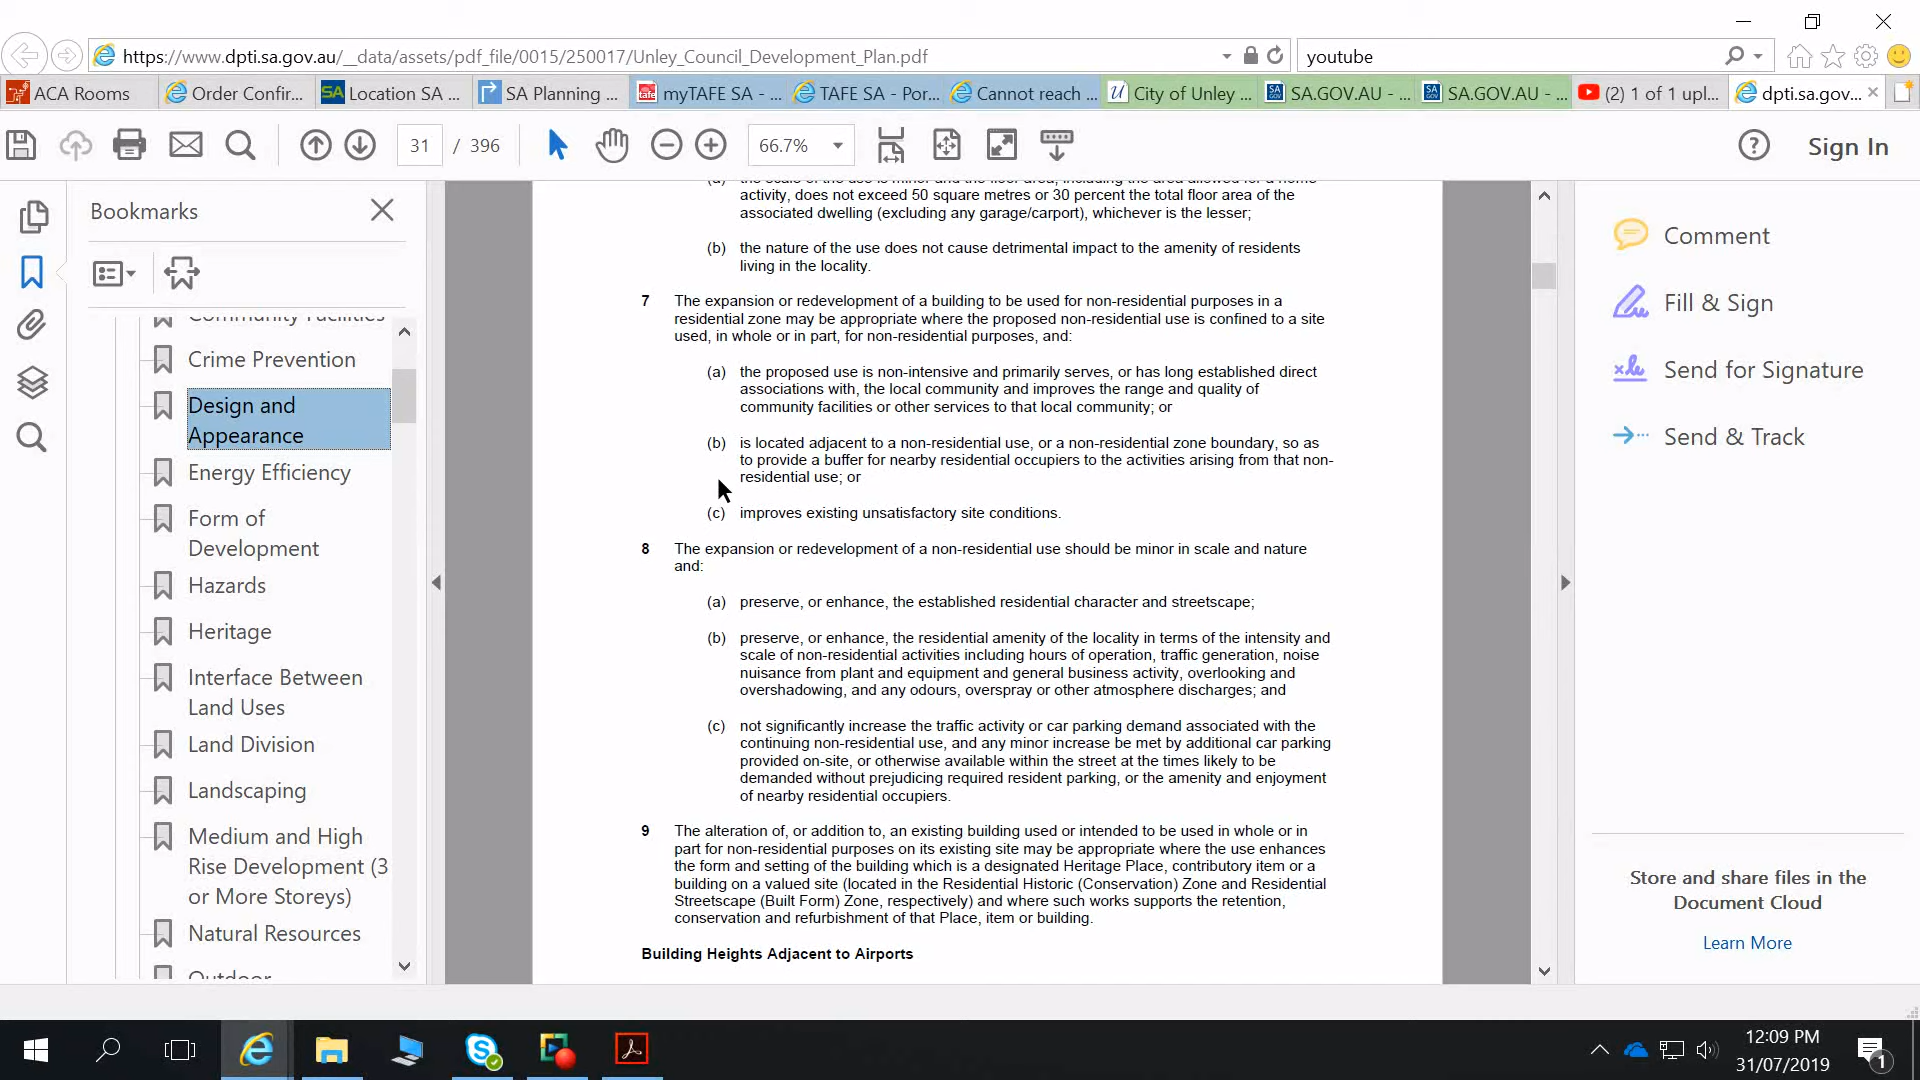 https://www.dpti.sa.gov.au/__data/assets/pdf_file/0015/250017/Unley_Council_Development_Plan.pdf
youtube
ACA Rooms
Order Confir...
Location SA ...
SA Planning ...
myTAFE SA - ...
TAFE SA - Por...
Cannot reach ...
City of Unley ...
SA.GOV.AU - ...
SA.GOV.AU - ...
(2) 1 of 1 upl...
dpti.sa.gov...
31 / 396
66.7%
Sign In
Bookmarks
Community Facilities
Crime Prevention
Design and
Appearance
Energy Efficiency
Form of
Development
Hazards
Heritage
Interface Between
Land Uses
Land Division
Landscaping
Medium and High
Rise Development (3
or More Storeys)
Natural Resources
Outdoor
(a) the scale of the use is minor and the floor area, including the area allowed for a home
activity, does not exceed 50 square metres or 30 percent the total floor area of the
associated dwelling (excluding any garage/carport), whichever is the lesser;
(b) the nature of the use does not cause detrimental impact to the amenity of residents
living in the locality.
7 The expansion or redevelopment of a building to be used for non-residential purposes in a
residential zone may be appropriate where the proposed non-residential use is confined to a site
used, in whole or in part, for non-residential purposes, and:
(a) the proposed use is non-intensive and primarily serves, or has long established direct
associations with, the local community and improves the range and quality of
community facilities or other services to that local community; or
(b) is located adjacent to a non-residential use, or a non-residential zone boundary, so as
to provide a buffer for nearby residential occupiers to the activities arising from that non-
residential use; or
(c) improves existing unsatisfactory site conditions.
8 The expansion or redevelopment of a non-residential use should be minor in scale and nature
and:
(a) preserve, or enhance, the established residential character and streetscape;
(b) preserve, or enhance, the residential amenity of the locality in terms of the intensity and
scale of non-residential activities including hours of operation, traffic generation, noise
nuisance from plant and equipment and general business activity, overlooking and
overshadowing, and any odours, overspray or other atmosphere discharges; and
(c) not significantly increase the traffic activity or car parking demand associated with the
continuing non-residential use, and any minor increase be met by additional car parking
provided on-site, or otherwise available within the street at the times likely to be
demanded without prejudicing required resident parking, or the amenity and enjoyment
of nearby residential occupiers.
9 The alteration of, or addition to, an existing building used or intended to be used in whole or in
part for non-residential purposes on its existing site may be appropriate where the use enhances
the form and setting of the building which is a designated Heritage Place, contributory item or a
building on a valued site (located in the Residential Historic (Conservation) Zone and Residential
Streetscape (Built Form) Zone, respectively) and where such works supports the retention,
conservation and refurbishment of that Place, item or building.
Building Heights Adjacent to Airports
Comment
Fill & Sign
Send for Signature
Send & Track
Store and share files in the
Document Cloud
Learn More
12:09 PM
31/07/2019
1